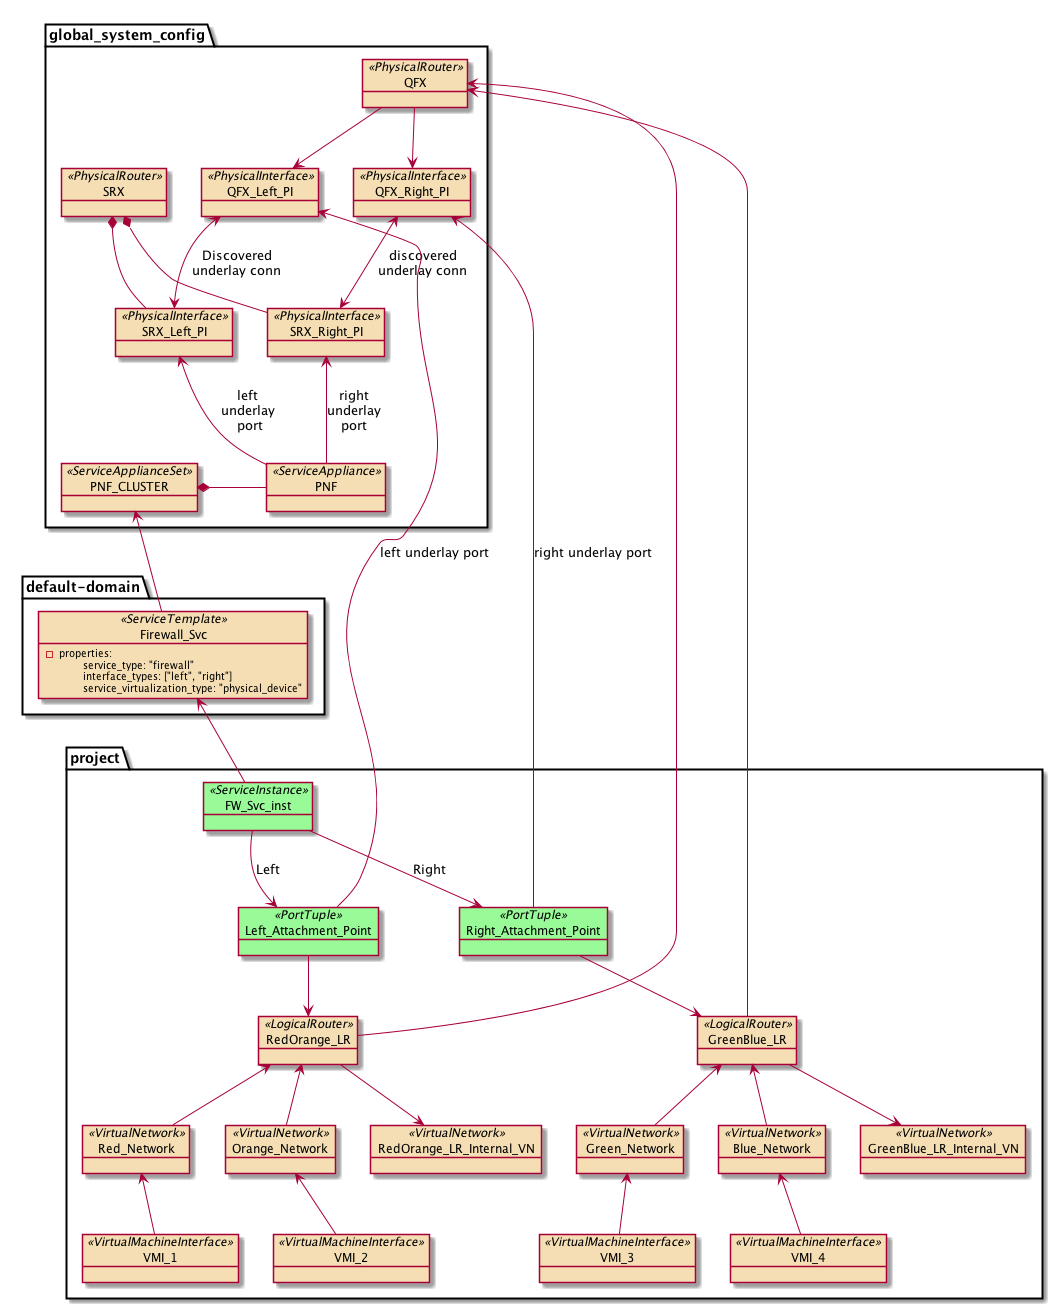 global_system_config
«PhysicalRouter»
QFX
«PhysicalRouter»
SRX
«PhysicalInterface»
QFX_Left_PI
«PhysicalInterface»
QFX_Right_PI
Discovered
underlay conn
discovered
underlay conn
«PhysicalInterface»
SRX_Left_PI
«PhysicalInterface»
SRX_Right_PI
left
underlay
port
right
underlay
port
«ServiceApplianceSet»
PNF_CLUSTER
«ServiceAppliance»
PNF
left underlay port
right underlay port
default-domain
«ServiceTemplate»
Firewall_Svc
properties:
service_type: "firewall"
interface_types: ["left", "right"]
service_virtualization_type: "physical_device"
project
«ServiceInstance»
FW_Svc_inst
Left
Right
«PortTuple»
Left_Attachment_Point
«PortTuple»
Right_Attachment_Point
«LogicalRouter»
RedOrange_LR
«LogicalRouter»
GreenBlue_LR
«VirtualNetwork»
Red_Network
«VirtualNetwork»
Orange_Network
«VirtualNetwork»
RedOrange_LR_Internal_VN
«VirtualNetwork»
Green_Network
«VirtualNetwork»
Blue_Network
«VirtualNetwork»
GreenBlue_LR_Internal_VN
«VirtualMachineInterface»
VMI_1
«VirtualMachineInterface»
VMI_2
«VirtualMachineInterface»
VMI_3
«VirtualMachineInterface»
VMI_4